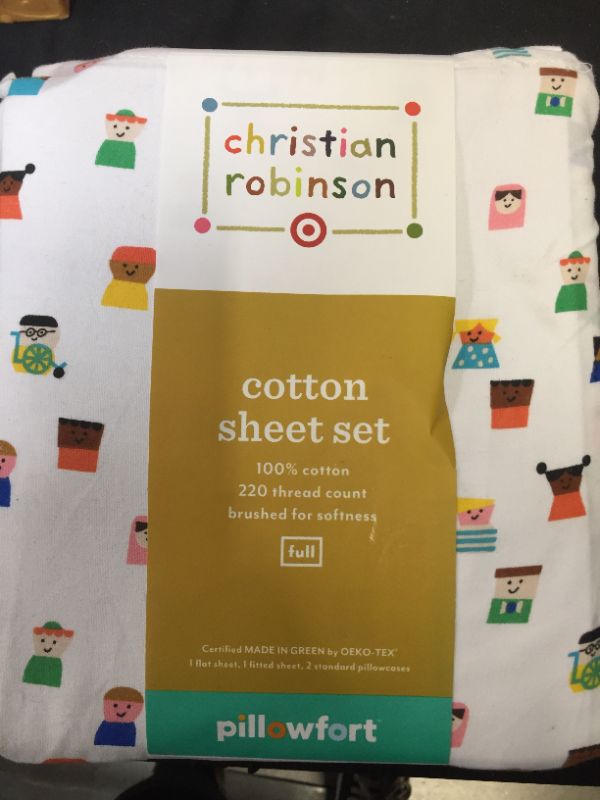 christian
robinson
cotton
sheet set
100% cotton
220 thread count
brushed for softness
full
Certified MADE IN GREEN by OEKO-TEX®
1 flat sheet, 1 fitted sheet, 2 standard pillowcases
pillowfort